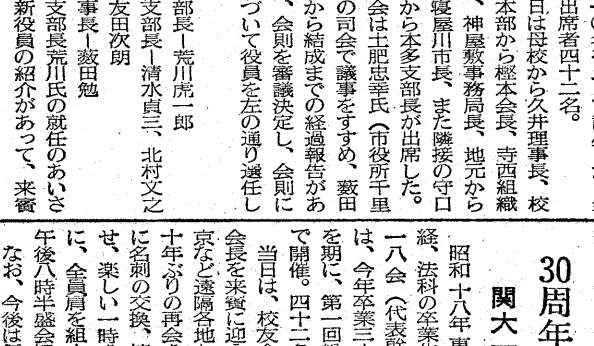 出席者四十二名。
日は母校から久井理事長、校
本部から樫本会長、寺西組織
、神屋敷事務局長、地元から
寝屋川市長、また隣接の守口
から本多支部長が出席した。
会は土肥忠幸氏（市役所千里
の司会で議事をすすめ、薮田
から結成までの経過報告があ
、会則を審議決定し、会則に
づいて役員を左の通り選任し
部長ー荒川虎一郎
支部長ー清水貞三、北村文之
友田次朗
事長ー薮田勉
支部長荒川氏の就任のあいさ
新役員の紹介があって、来賓
30周年
関大
昭和十八年専
経、法科の卒業
一八会（代表幹
は、今年卒業三
を期に、第一回
で開催。四十二名
当日は、校友
会長を来賓に迎
京など遠隔各地
十年ぶりの再会
に名刺の交換、
せ、楽しい一時
に、全員肩を組
午後八時半盛会
なお、今後は